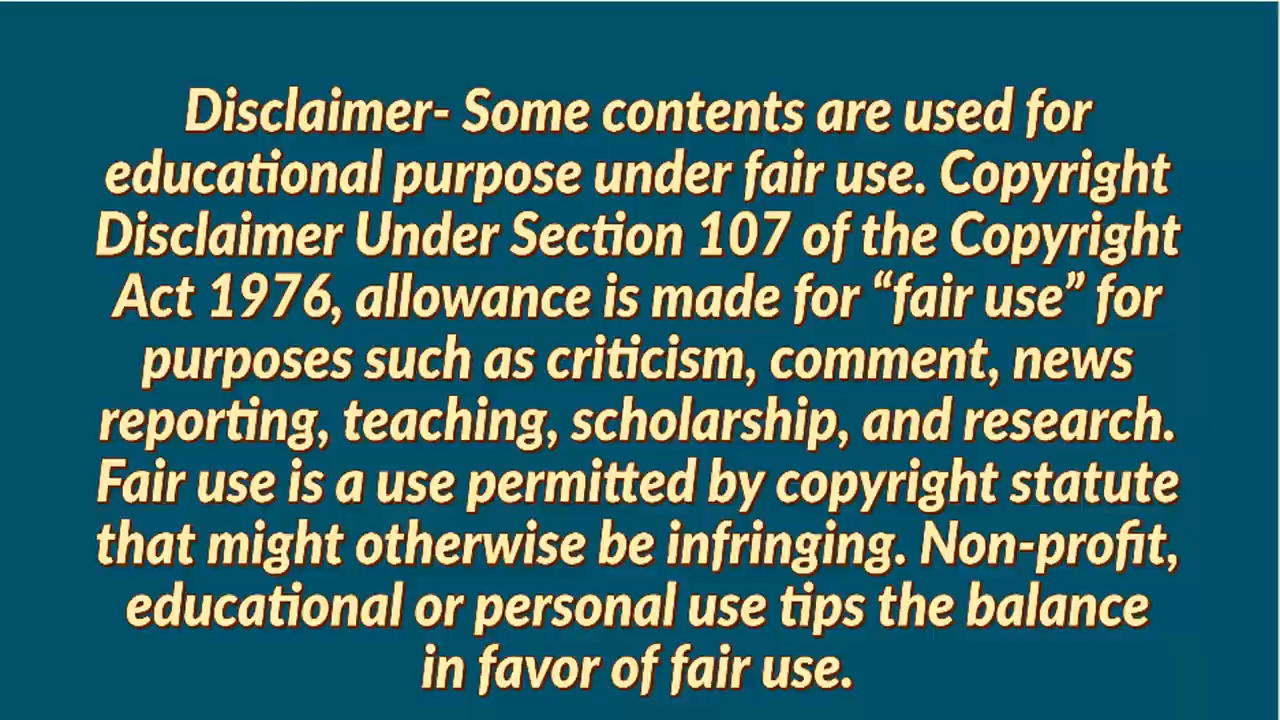 Disclaimer- Some contents are used for
educational purpose under fair use. Copyright
Disclaimer Under Section 107 of the Copyright
Act 1976, allowance is made for “fair use” for
purposes such as criticism, comment, news
reporting, teaching, scholarship, and research.
Fair use is a use permitted by copyright statute
that might otherwise be infringing. Non-profit,
educational or personal use tips the balance
in favor of fair use.